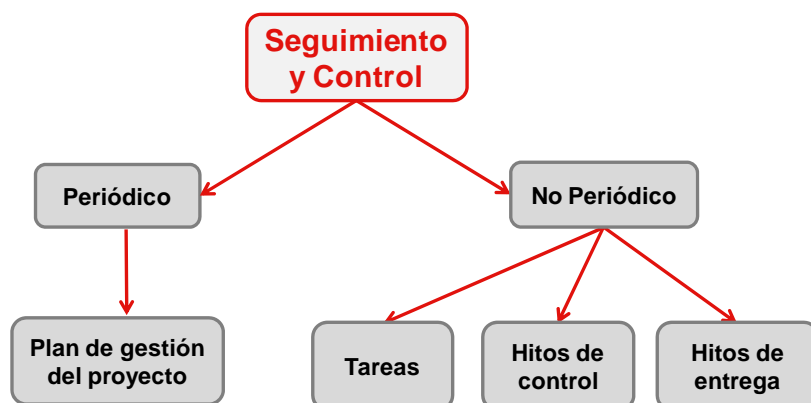 Seguimiento
y Control
Periódico
No Periódico
Plan de gestión
del proyecto
Tareas
Hitos de
control
Hitos de
entrega